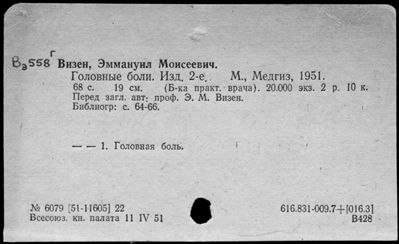 Вэ558 г Визен, Эммануил Моисеевич.
Головные боли. Изд. 2-е. М., Медгиз, 1951.
68 с. 19 см. (Б-ка практ. врача). 20.000 экз. 2 р. 10 к.
Перед загл. авт: проф. Э. М. Визен.
Библиогр: с. 64-66.
— — 1. Головная боль.
№ 6079 [51-11605] 22 616.831-009.7+[016.3]
Всесоюз. кн. палата 11 IV 51 В428